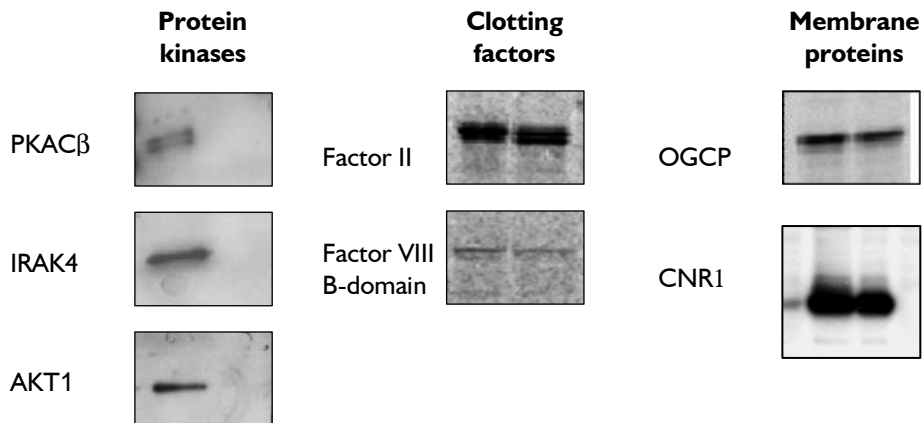 Protein
kinases
PKACβ
IRAK4
AKT1
Clotting
factors
Factor II
Factor VIII
B-domain
Membrane
proteins
OGCP
CNR1